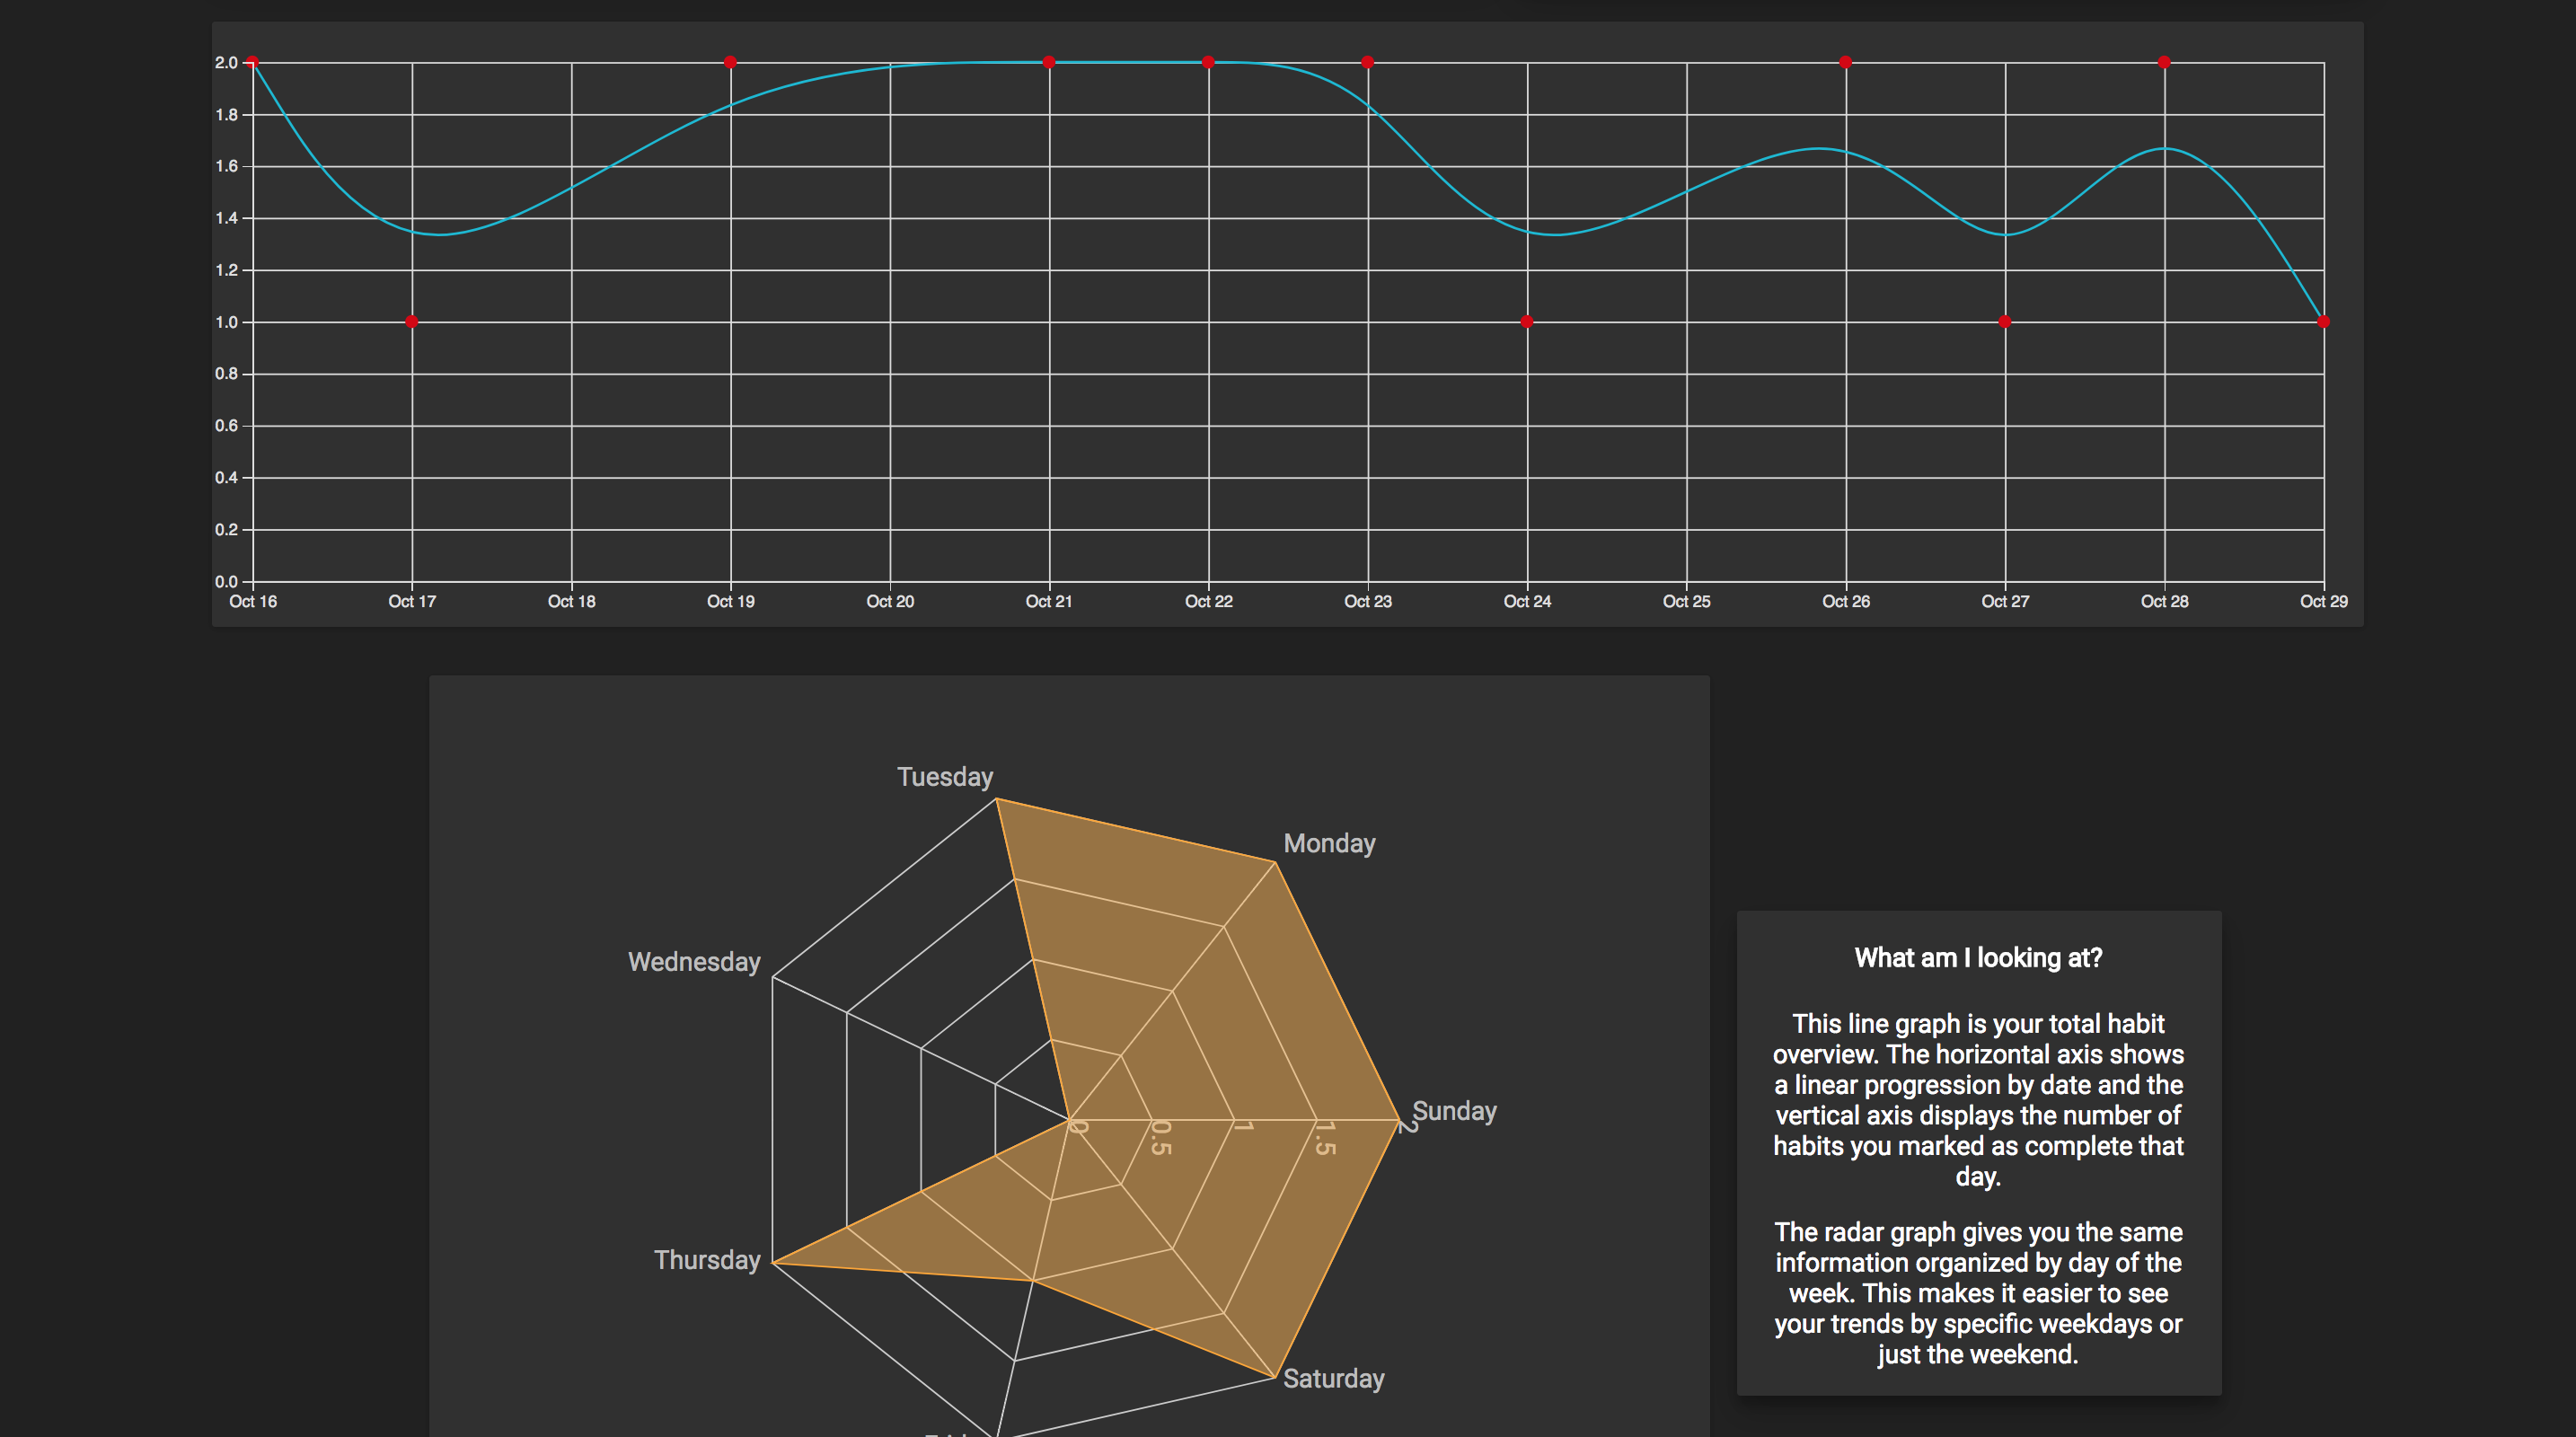 2.0
1.8
1.6
1.4
1.2
1.0
0.8
0.6
0.4
0.2
0.0
Oct 16 Oct 17 Oct 18 Oct 19 Oct 20 Oct 21 Oct 22 Oct 23 Oct 24 Oct 25 Oct 26 Oct 27 Oct 28 Oct 29
Tuesday
Monday
Wednesday
Sunday
0 0.5 1 1.5 2
Thursday
Saturday
What am I looking at?
This line graph is your total habit
overview. The horizontal axis shows
a linear progression by date and the
vertical axis displays the number of
habits you marked as complete that
day.
The radar graph gives you the same
information organized by day of the
week. This makes it easier to see
your trends by specific weekdays or
just the weekend.